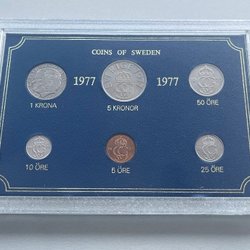 COINS OF SWEDEN
1977 1977
1 KRONA 5 KRONOR 50 ÖRE
10 ÖRE 5 ÖRE 25 ÖRE